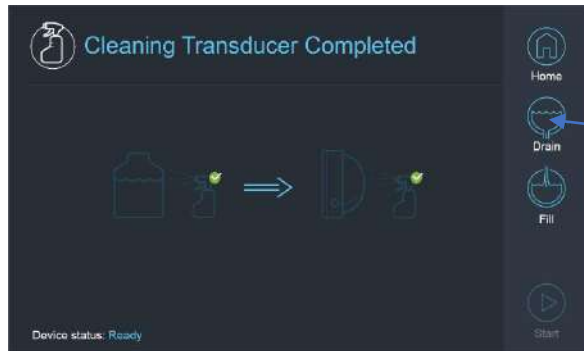 Cleaning Transducer Completed
Home
Drain
Fill
Device status: Ready
Start